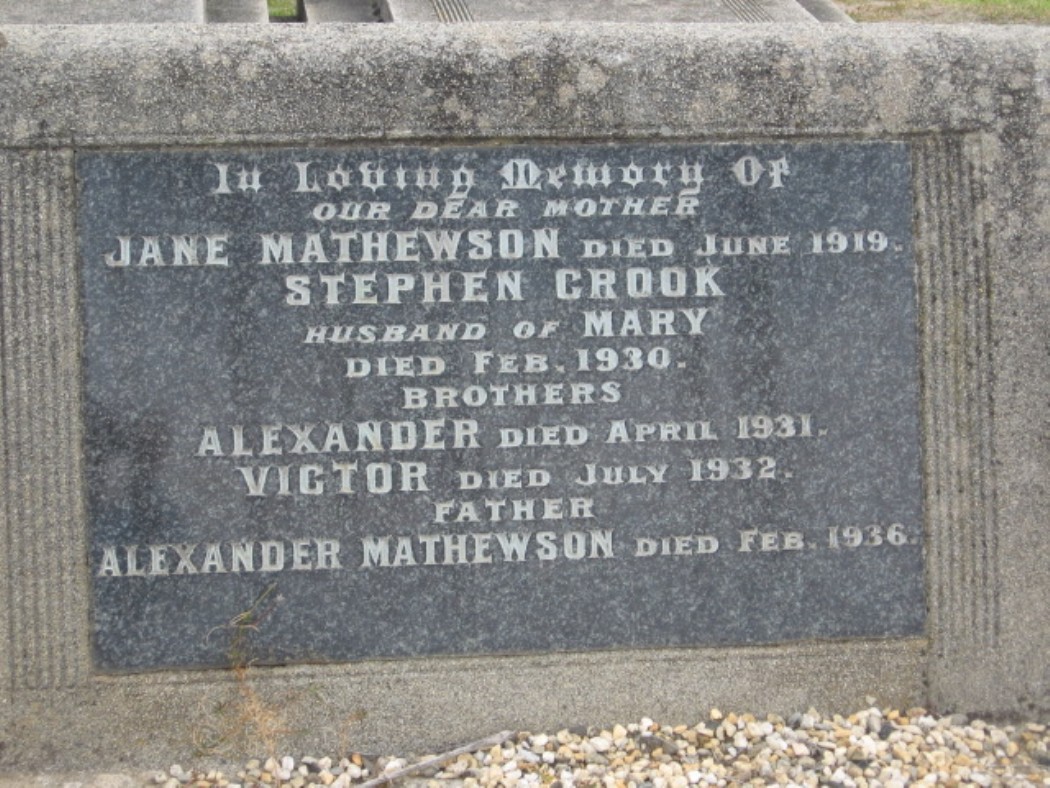 In Loving Memory Of
OUR DEAR MOTHER
JANE MATHEWSON DIED JUNE 1919.
STEPHEN CROOK
HUSBAND OF MARY
DIED FEB. 1930.
BROTHERS
ALEXANDER DIED APRIL 1931.
VICTOR DIED JULY 1932.
FATHER
ALEXANDER MATHEWSON DIED FEB. 1936.